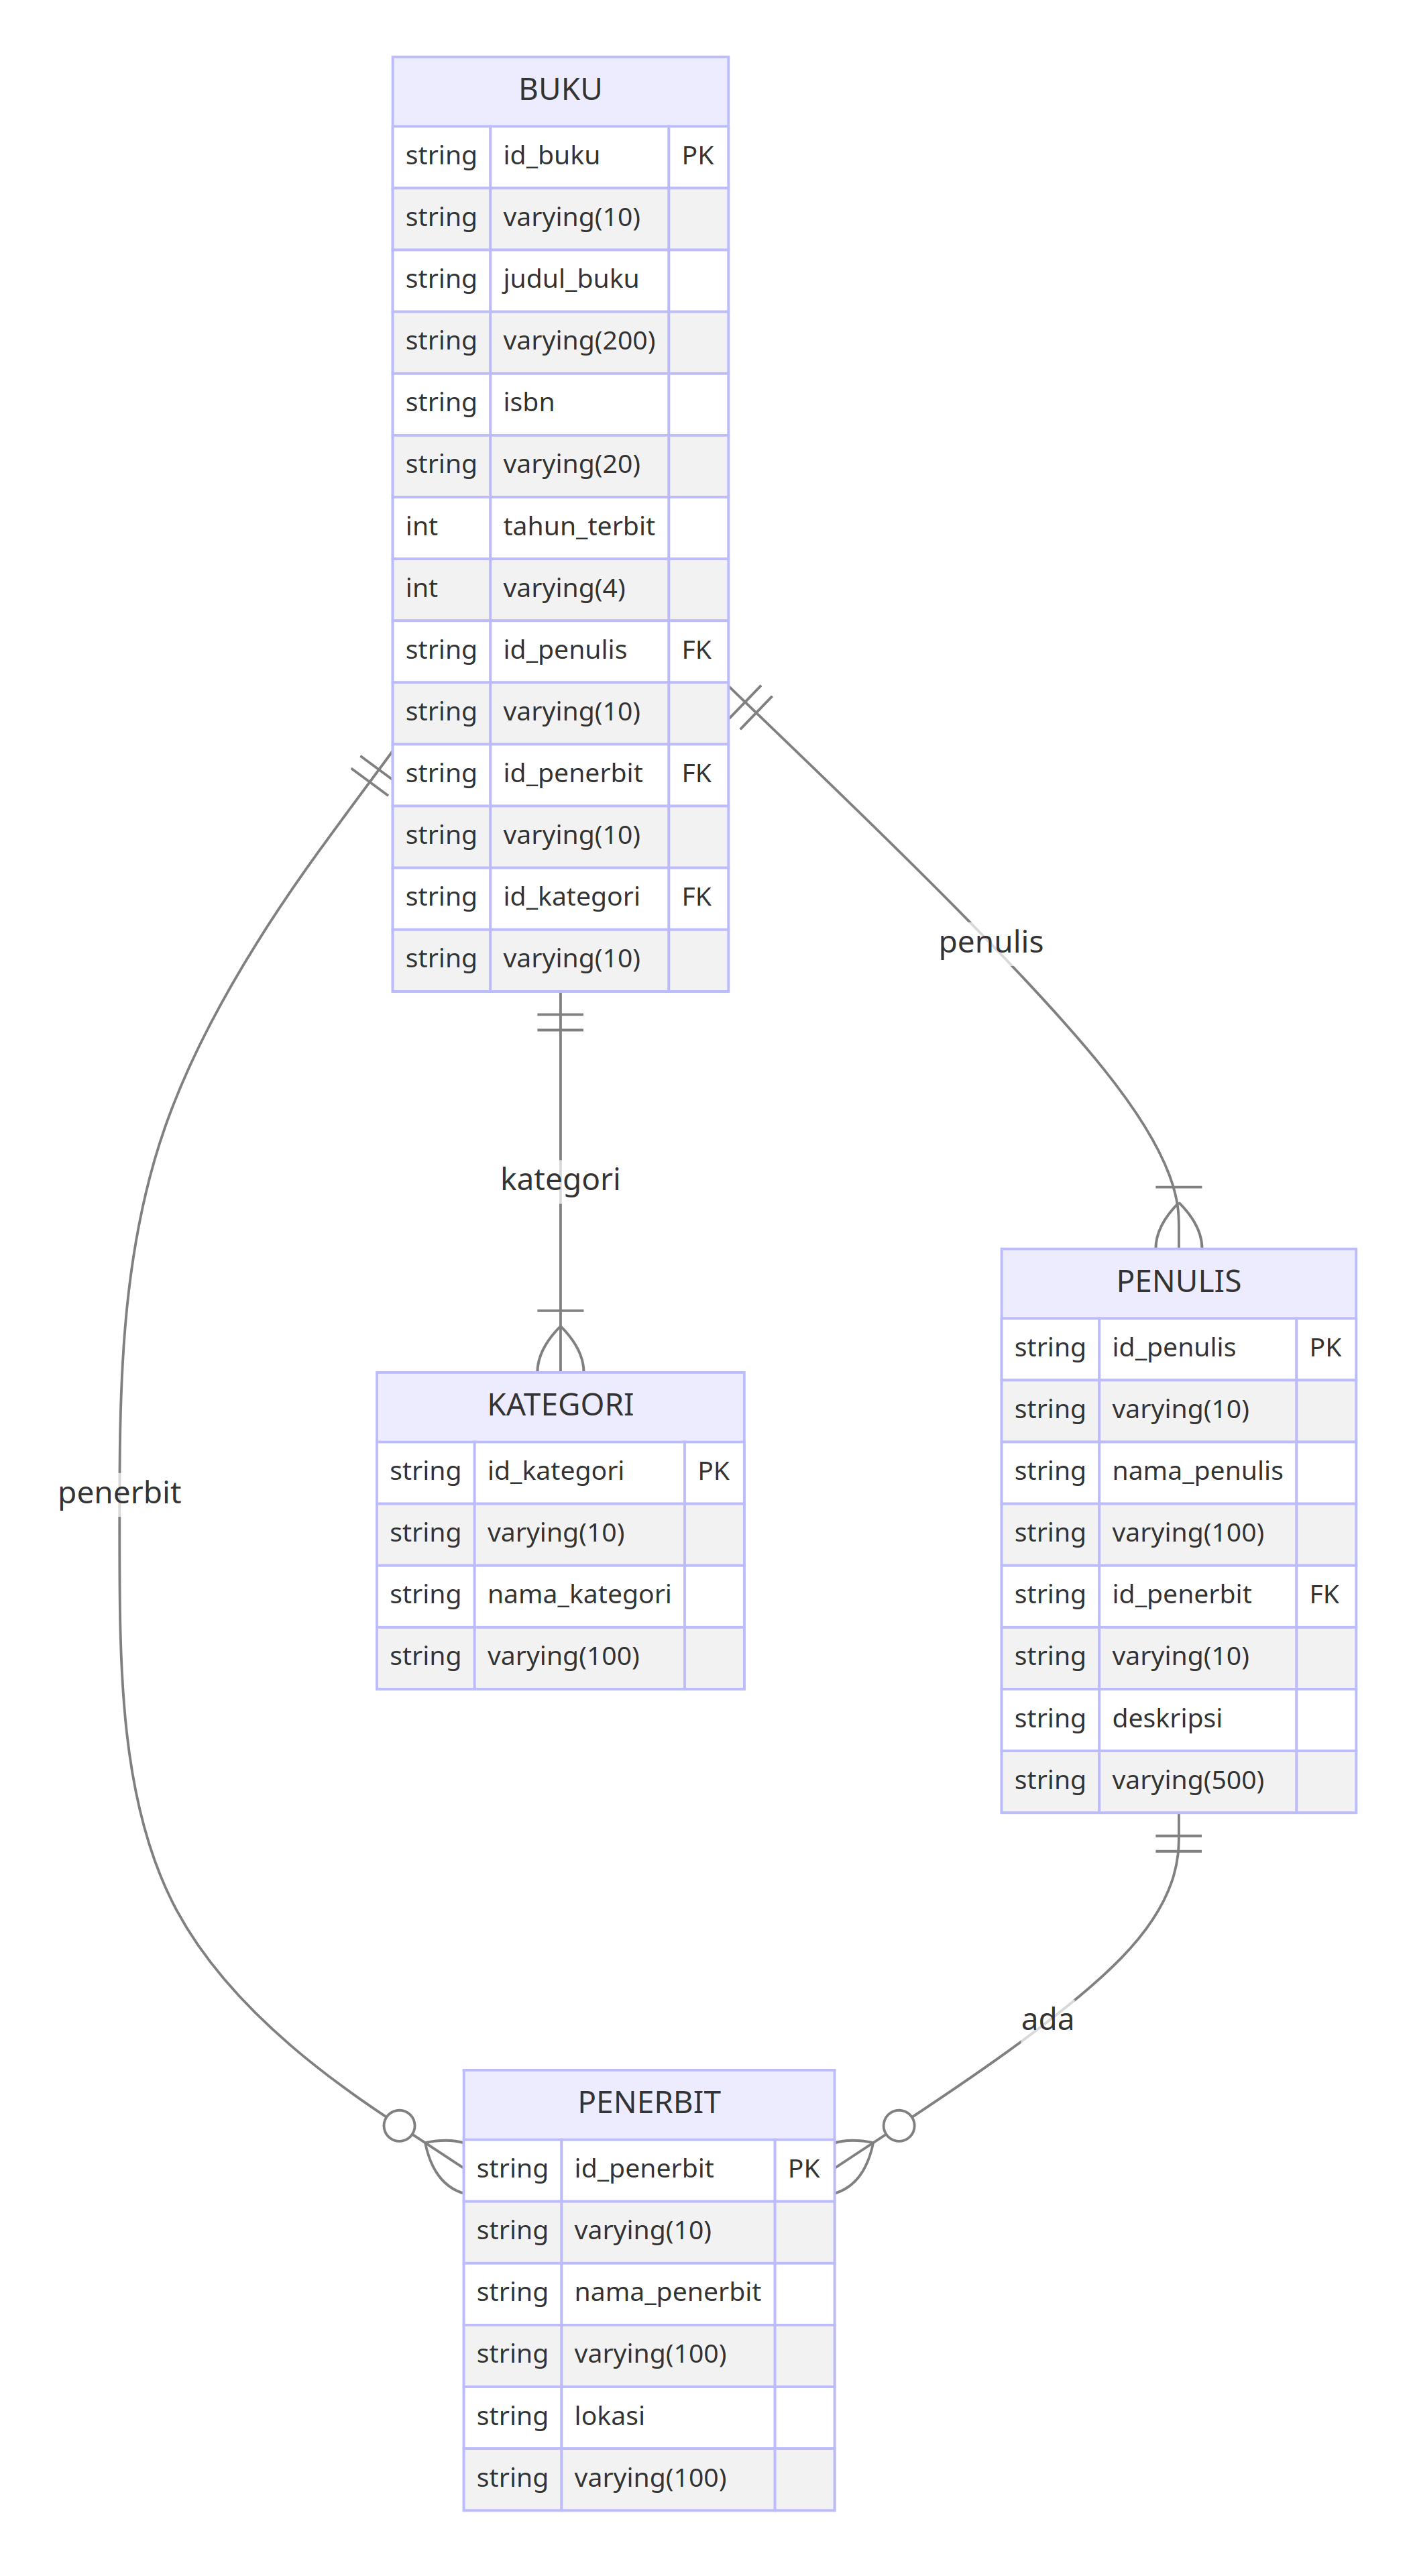 BUKU
string id_buku PK
string varying(10)
string judul_buku
string varying(200)
string isbn
string varying(20)
int tahun_terbit
int varying(4)
string id_penulis FK
string varying(10)
string id_penerbit FK
string varying(10)
string id_kategori FK
string varying(10)
penulis
kategori
penerbit
PENULIS
string id_penulis PK
string varying(10)
string nama_penulis
string varying(100)
string id_penerbit FK
string varying(10)
string deskripsi
string varying(500)
KATEGORI
string id_kategori PK
string varying(10)
string nama_kategori
string varying(100)
ada
PENERBIT
string id_penerbit PK
string varying(10)
string nama_penerbit
string varying(100)
string lokasi
string varying(100)